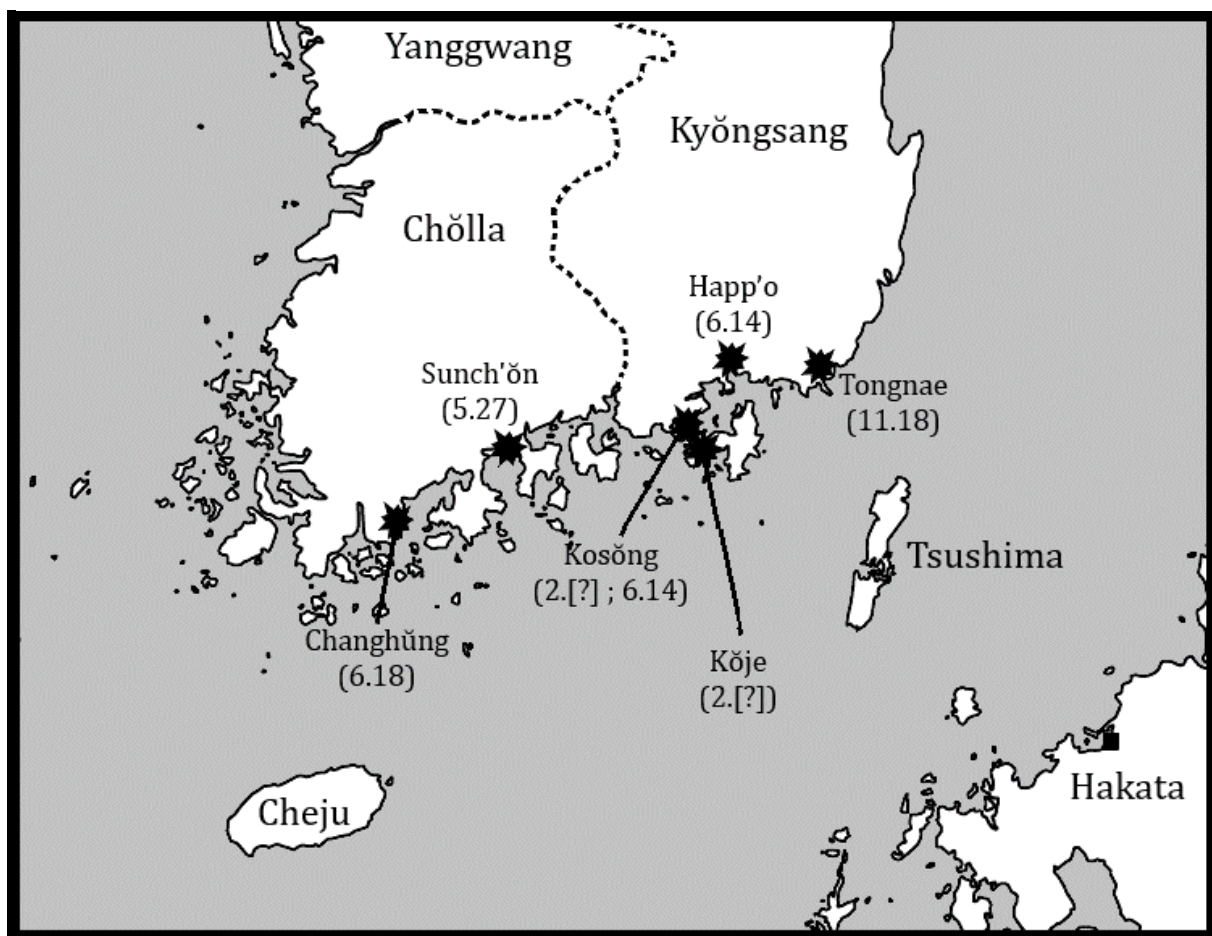 Yanggwang
Kyŏngsang
Chŏlla
Happ'o
(6.14)
Sunch'ŏn
(5.27)
Tongnae
(11.18)
Kosŏng
(2.[?] ; 6.14)
Tsushima
Changhŭng
(6.18)
Kŏje
(2.[?])
Hakata
Cheju